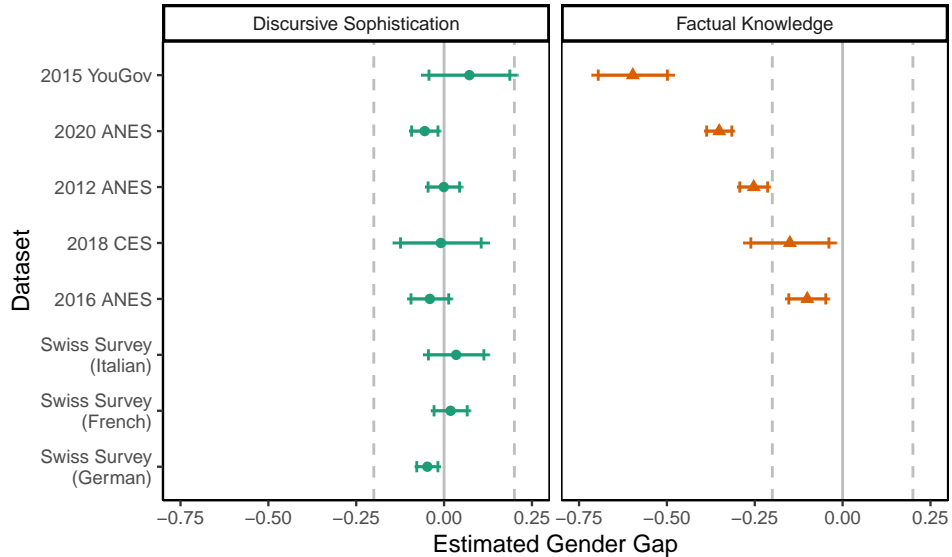 Discursive Sophistication
Factual Knowledge
2015 YouGov
2020 ANES
2012 ANES
2018 CES
2016 ANES
Swiss Survey
(Italian)
Swiss Survey
(French)
Swiss Survey
(German)
Dataset
−0.75 −0.50 −0.25 0.00 0.25
−0.75 −0.50 −0.25 0.00 0.25
Estimated Gender Gap